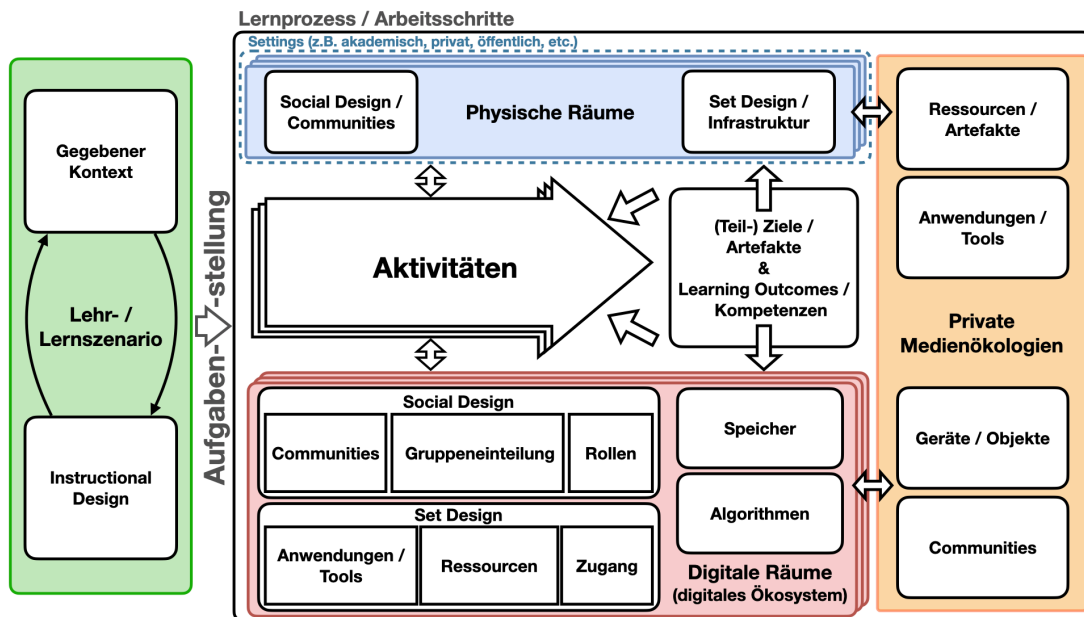 Lernprozess / Arbeitsschritte
Settings (z.B. akademisch, privat, öffentlich, etc.)
Gegebener
Kontext
Lehr- /
Lernszenario
Instructional
Design
Aufgaben-
-stellung
Social Design /
Communities
Physische Räume
Set Design /
Infrastruktur
Aktivitäten
(Teil-) Ziele /
Artefakte
&
Learning Outcomes /
Kompetenzen
Social Design
Communities
Gruppeneinteilung
Rollen
Set Design
Anwendungen /
Tools
Ressourcen
Zugang
Speicher
Algorithmen
Digitale Räume
(digitales Ökosystem)
Ressourcen /
Artefakte
Anwendungen /
Tools
Private
Medienökologien
Geräte / Objekte
Communities